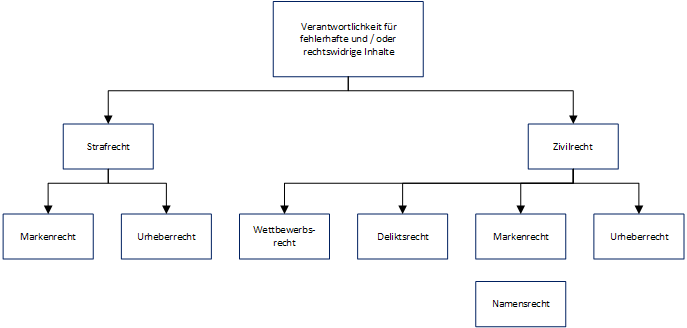 Verantwortlichkeit für
fehlerhafte und / oder
rechtswidrige Inhalte
Strafrecht
Zivilrecht
Markenrecht
Urheberrecht
Wettbewerbs-
recht
Deliktsrecht
Markenrecht
Urheberrecht
Namensrecht